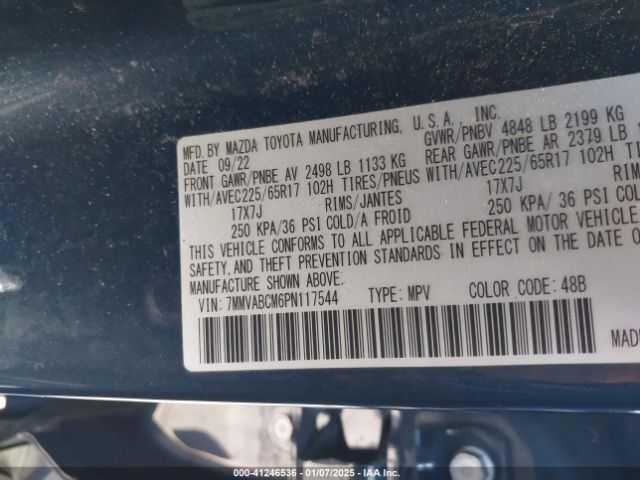 MFD. BY MAZDA TOYOTA MANUFACTURING, U.S.A. INC.
DATE 09/22 GVWR/PNBV 4848 LB 2199 KG
FRONT GAWR/PNBE AV 2498 LB 1133 KG REAR GAWR/PNBE AR 2379 LB
WITH/AVEC225/65R17 102H TIRES/PNEUS WITH/AVEC225/65R17 102H
17X7J RIMS/JANTES 17X7J
250 KPA/36 PSI COLD/A FROID 250 KPA/ 36 PSI
THIS VEHICLE CONFORMS TO ALL APPLICABLE FEDERAL MOTOR VEHICLE
SAFETY, AND THEFT PREVENTION STANDARDS IN EFFECT ON THE DATE O
MANUFACTURE SHOWN ABOVE.
VIN: 7MMVABCM6PN117544 TYPE: MPV COLOR CODE: 48B
MAD
000-41246536 - 01/07/2025 - IAA Inc.